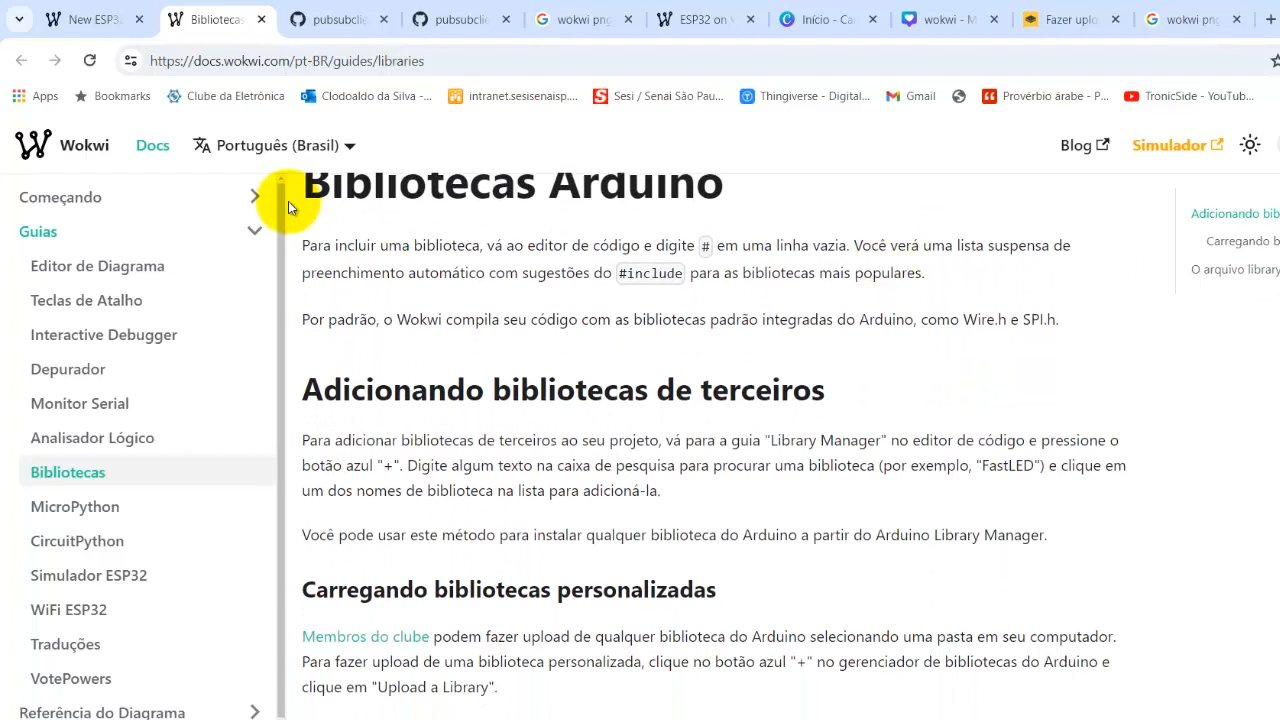 New ESP32
Bibliotecas
pubsubclie
pubsubclie
wokwi png
ESP32 on V
Início - Ca
wokwi - M
Fazer uplo
wokwi png
https://docs.wokwi.com/pt-BR/guides/libraries
Apps
Bookmarks
Clube da Eletrônica
Clodoaldo da Silva -...
intranet.sesisenaisp....
Sesi / Senai São Pau...
Thingiverse - Digital...
Gmail
Provérbio árabe - P...
TronicSide - YouTub...
Wokwi
Docs
Português (Brasil)
Blog
Simulador
Começando
Guias
Editor de Diagrama
Teclas de Atalho
Interactive Debugger
Depurador
Monitor Serial
Analisador Lógico
Bibliotecas
MicroPython
CircuitPython
Simulador ESP32
WiFi ESP32
Traduções
VotePowers
Referência do Diagrama
Bibliotecas Arduino
Para incluir uma biblioteca, vá ao editor de código e digite # em uma linha vazia. Você verá uma lista suspensa de
preenchimento automático com sugestões do #include para as bibliotecas mais populares.
Por padrão, o Wokwi compila seu código com as bibliotecas padrão integradas do Arduino, como Wire.h e SPI.h.
Adicionando bibliotecas de terceiros
Para adicionar bibliotecas de terceiros ao seu projeto, vá para a guia "Library Manager" no editor de código e pressione o
botão azul "+". Digite algum texto na caixa de pesquisa para procurar uma biblioteca (por exemplo, "FastLED") e clique em
um dos nomes de biblioteca na lista para adicioná-la.
Você pode usar este método para instalar qualquer biblioteca do Arduino a partir do Arduino Library Manager.
Carregando bibliotecas personalizadas
Membros do clube podem fazer upload de qualquer biblioteca do Arduino selecionando uma pasta em seu computador.
Para fazer upload de uma biblioteca personalizada, clique no botão azul "+" no gerenciador de bibliotecas do Arduino e
clique em "Upload a Library".
Adicionando bib
Carregando b
O arquivo library